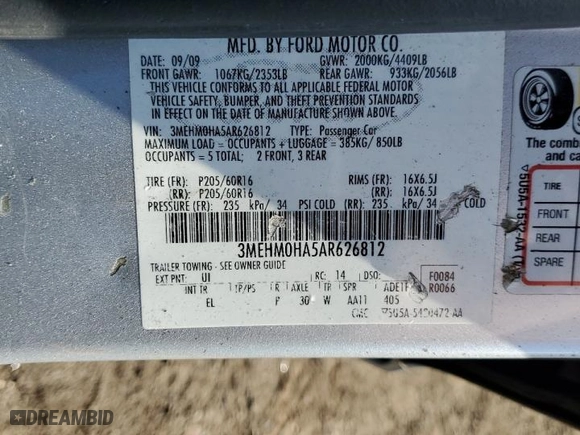 MFD. BY FORD MOTOR CO.
DATE: 09/09 GVWR: 2000KG/4409LB
FRONT GAWR: 1067KG/2353LB REAR GAWR: 933KG/2056LB
THIS VEHICLE CONFORMS TO ALL APPLICABLE FEDERAL MOTOR
VEHICLE SAFETY, BUMPER, AND THEFT PREVENTION STANDARDS
IN EFFECT ON THE DATE OF MANUFACTURE SHOWN ABOVE.
VIN: 3MEHM0HA5AR626812 TYPE: Passenger Car
MAXIMUM LOAD = OCCUPANTS + LUGGAGE = 385KG/ 850LB
OCCUPANTS = 5 TOTAL; 2 FRONT, 3 REAR
TIRE (FR): P205/60R16 RIMS (FR): 16X6.5J
(RR): P205/60R16 (RR): 16X6.5J
PRESSURE (FR): 235 kPa/ 34 PSI COLD (RR): 235 kPa/ 34 COLD
3MEHM0HA5AR626812
TRAILER TOWING - SEE OWNER GUIDE
EXT PNT: UI RC: 14 DSO: F0084
INT TR TP/PS R AXLE TR SPR R0066
EL P 30 W AA11 405
The comb
TIRE
FRONT
REAR
SPARE
DREAMBID